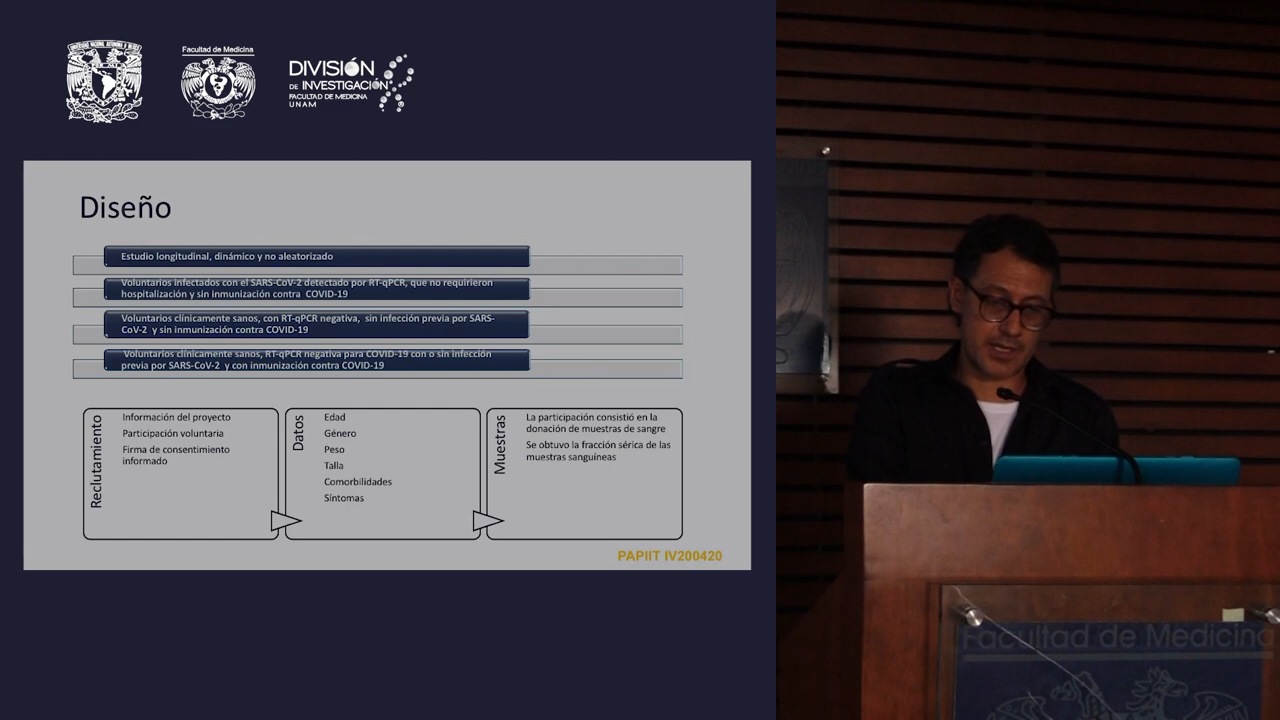 UNIVERSIDAD NACIONAL AUTÓNOMA DE MÉXICO
Facultad de Medicina
DIVISIÓN
DE INVESTIGACIÓN
FACULTAD DE MEDICINA
UNAM
Diseño
Estudio longitudinal, dinámico y no aleatorizado
Voluntarios infectados con el SARS-CoV-2 detectado por RT-qPCR, que no requirieron
hospitalización y sin inmunización contra COVID-19
Voluntarios clínicamente sanos, con RT-qPCR negativa, sin infección previa por SARS-
CoV-2 y sin inmunización contra COVID-19
Voluntarios clínicamente sanos, RT-qPCR negativa para COVID-19 con o sin infección
previa por SARS-CoV-2 y con inmunización contra COVID-19
Reclutamiento
Información del proyecto
Participación voluntaria
Firma de consentimiento
informado
Datos
Edad
Género
Peso
Talla
Comorbilidades
Síntomas
Muestras
La participación consistió en la
donación de muestras de sangre
Se obtuvo la fracción sérica de las
muestras sanguíneas
PAPIIT IV200420
Facultad de Medicina